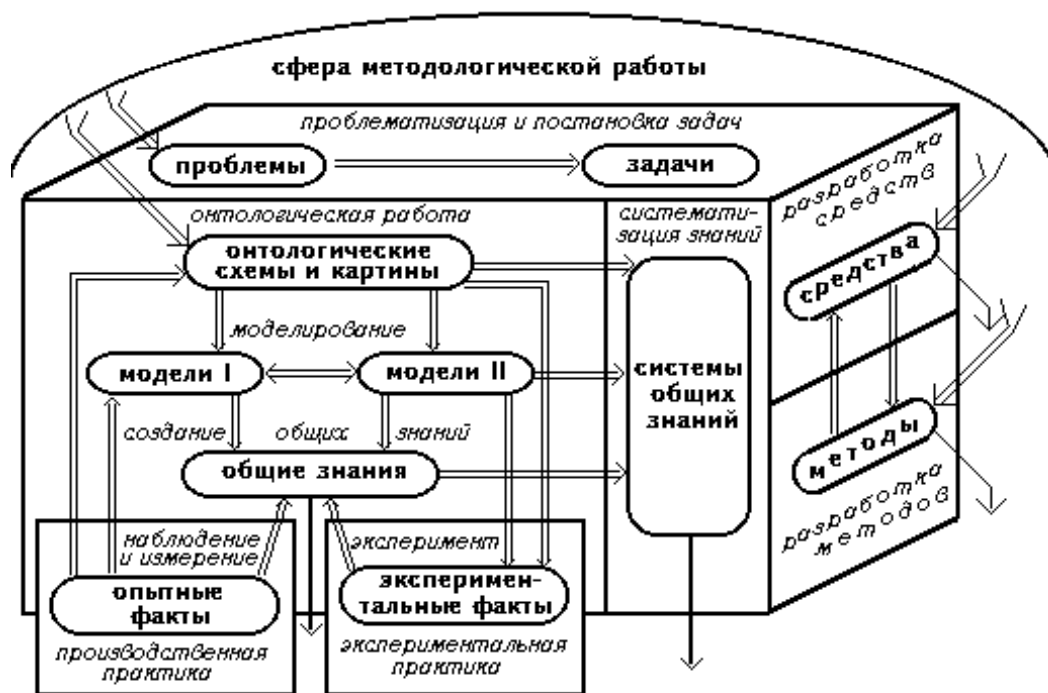 сфера методологической работы
проблематизация и постановка задач
проблемы
задачи
разработка
средств
онтологическая работа
системати-
зация знаний
онтологические
схемы и картины
средства
моделирование
модели I
модели II
системы
общих
знаний
создание общих знаний
общие знания
методы
разработка
методов
наблюдение
и измерение
эксперимент
опытные
факты
эксперимен-
тальные факты
производственная
практика
экспериментальная
практика